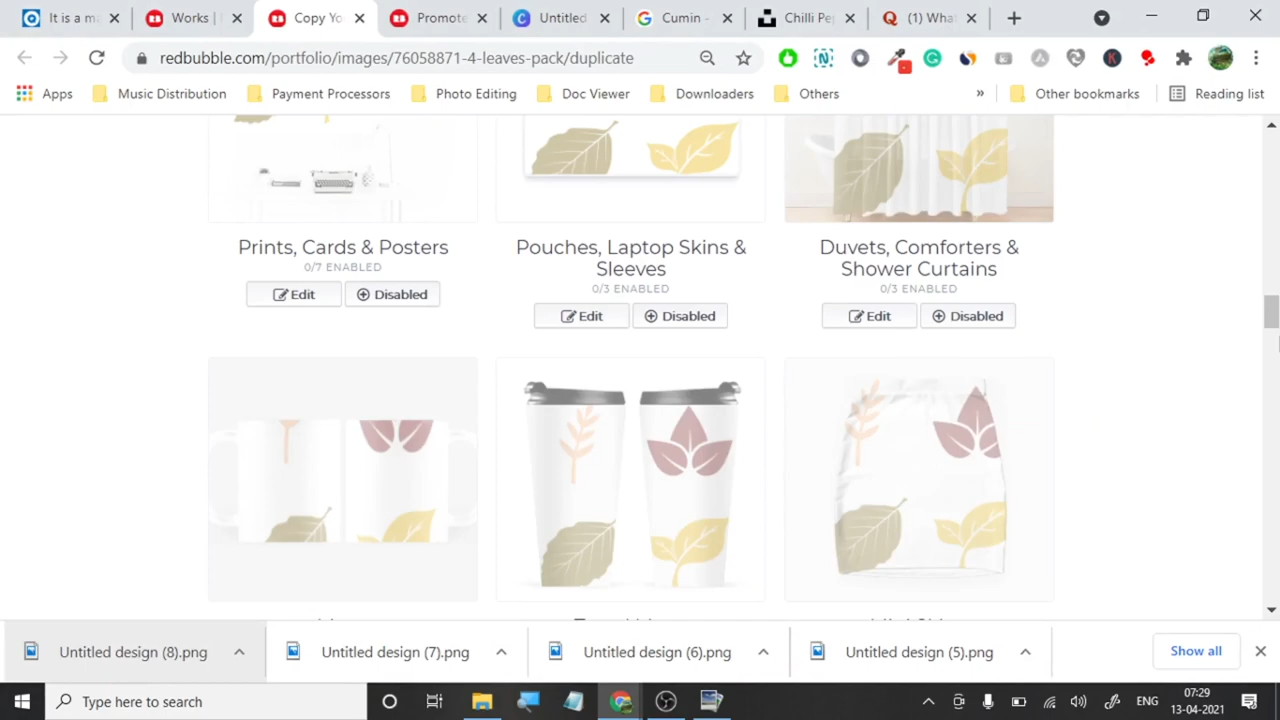 It is a ma
Works |
Copy Yo
Promote
Untitled
Cumin -
Chilli Pep
(1) What
redbubble.com/portfolio/images/76058871-4-leaves-pack/duplicate
Apps
Music Distribution
Payment Processors
Photo Editing
Doc Viewer
Downloaders
Others
»
Other bookmarks
Reading list
Prints, Cards & Posters
0/7 ENABLED
Edit
Disabled
Pouches, Laptop Skins &
Sleeves
0/3 ENABLED
Edit
Disabled
Duvets, Comforters &
Shower Curtains
0/3 ENABLED
Edit
Disabled
Untitled design (8).png
Untitled design (7).png
Untitled design (6).png
Untitled design (5).png
Show all
Type here to search
ENG
07:29
13-04-2021